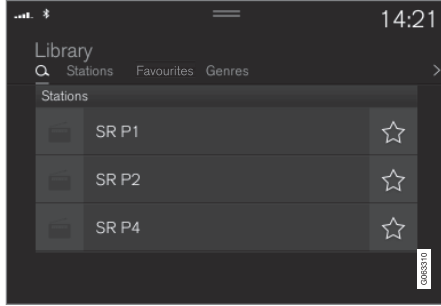 14:21
Library
Stations Favourites Genres
Stations
SR P1
SR P2
SR P4
G063310